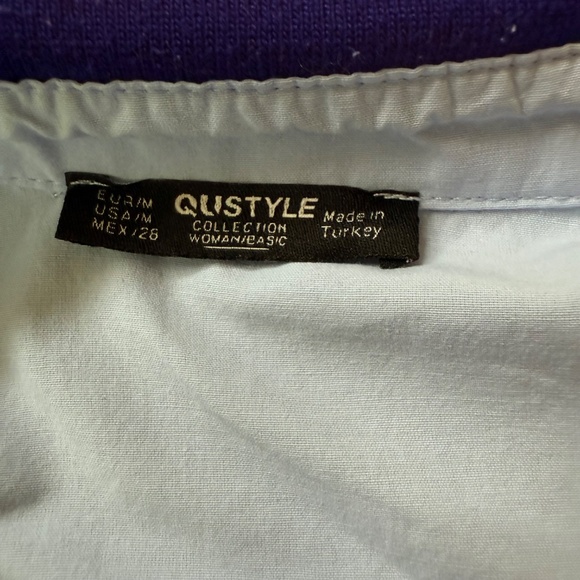 EUR/M
USA/M
MEX/28
QUSTYLE
COLLECTION
WOMAN/BASIC
Made in
Turkey